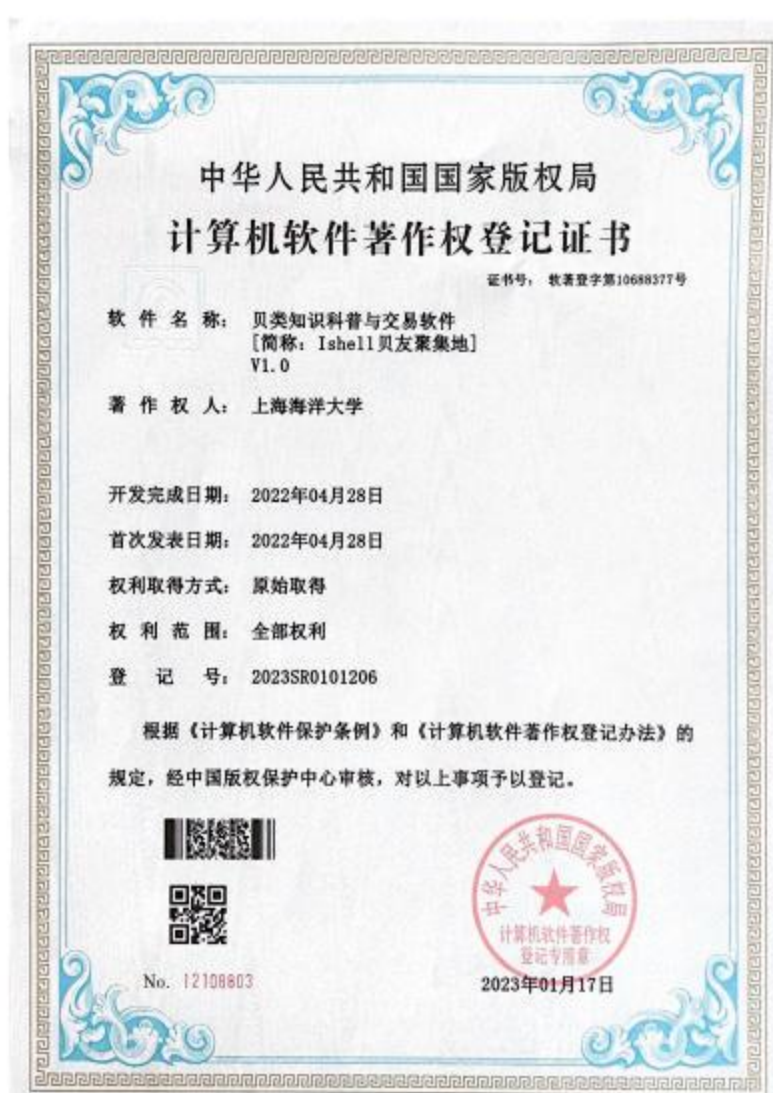 中华人民共和国国家版权局
计算机软件著作权登记证书
证书号： 软著登字第10688377号
软件名称： 贝类知识科普与交易软件
[简称：Ishell贝友聚集地]
V1.0
著作权人： 上海海洋大学
开发完成日期： 2022年04月28日
首次发表日期： 2022年04月28日
权利取得方式： 原始取得
权利范围： 全部权利
登记号： 2023SR0101206
根据《计算机软件保护条例》和《计算机软件著作权登记办法》的
规定，经中国版权保护中心审核，对以上事项予以登记。
中华人民共和国国家版权局
计算机软件著作权
登记专用章
No. 12108803
2023年01月17日